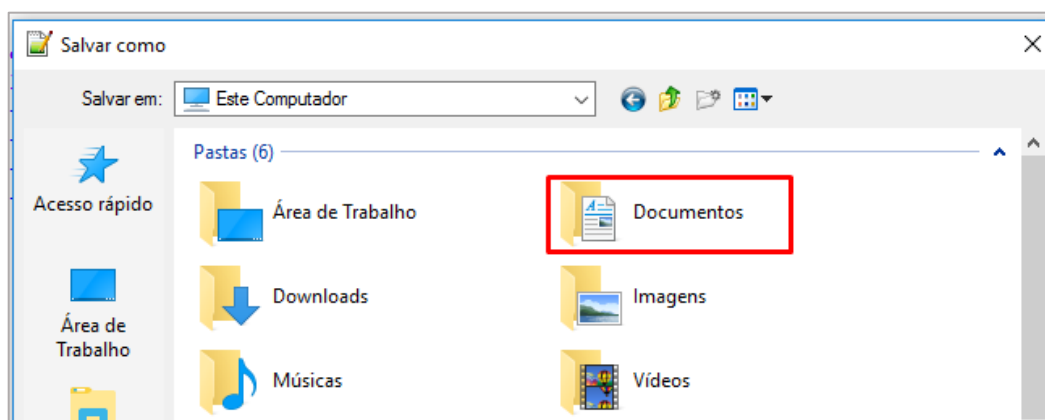 Salvar como
Salvar em:
Este Computador
Pastas (6)
Acesso rápido
Área de Trabalho
Documentos
Downloads
Imagens
Área de
Trabalho
Músicas
Vídeos